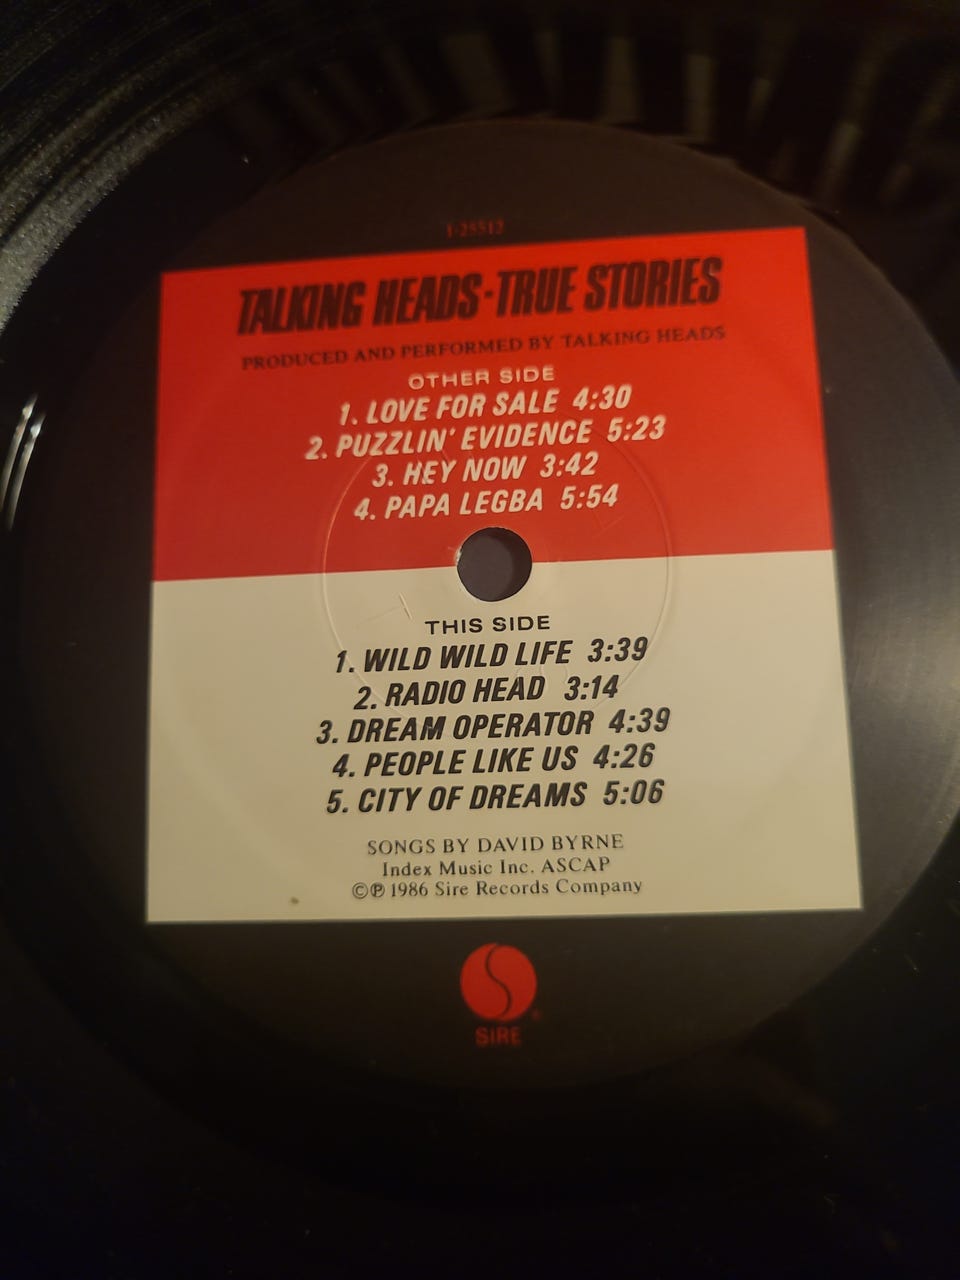 1-25512
TALKING HEADS-TRUE STORIES
PRODUCED AND PERFORMED BY TALKING HEADS
OTHER SIDE
1. LOVE FOR SALE 4:30
2. PUZZLIN' EVIDENCE 5:23
3. HEY NOW 3:42
4. PAPA LEGBA 5:54
THIS SIDE
1. WILD WILD LIFE 3:39
2. RADIO HEAD 3:14
3. DREAM OPERATOR 4:39
4. PEOPLE LIKE US 4:26
5. CITY OF DREAMS 5:06
SONGS BY DAVID BYRNE
Index Music Inc. ASCAP
©℗ 1986 Sire Records Company
SIRE